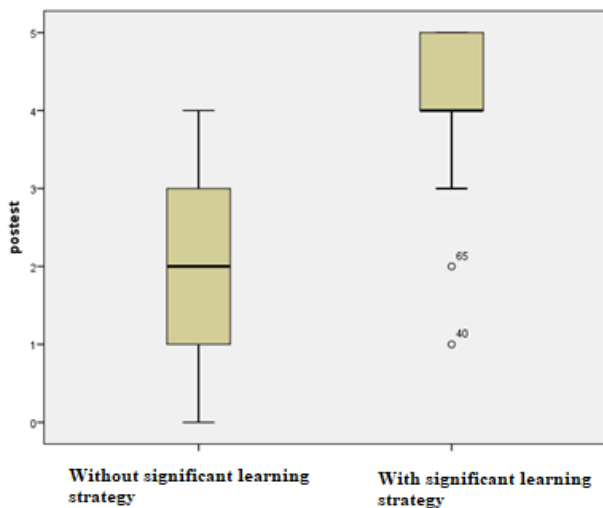 5
4
3
2
1
0
postest
65
40
Without significant learning
strategy
With significant learning
strategy